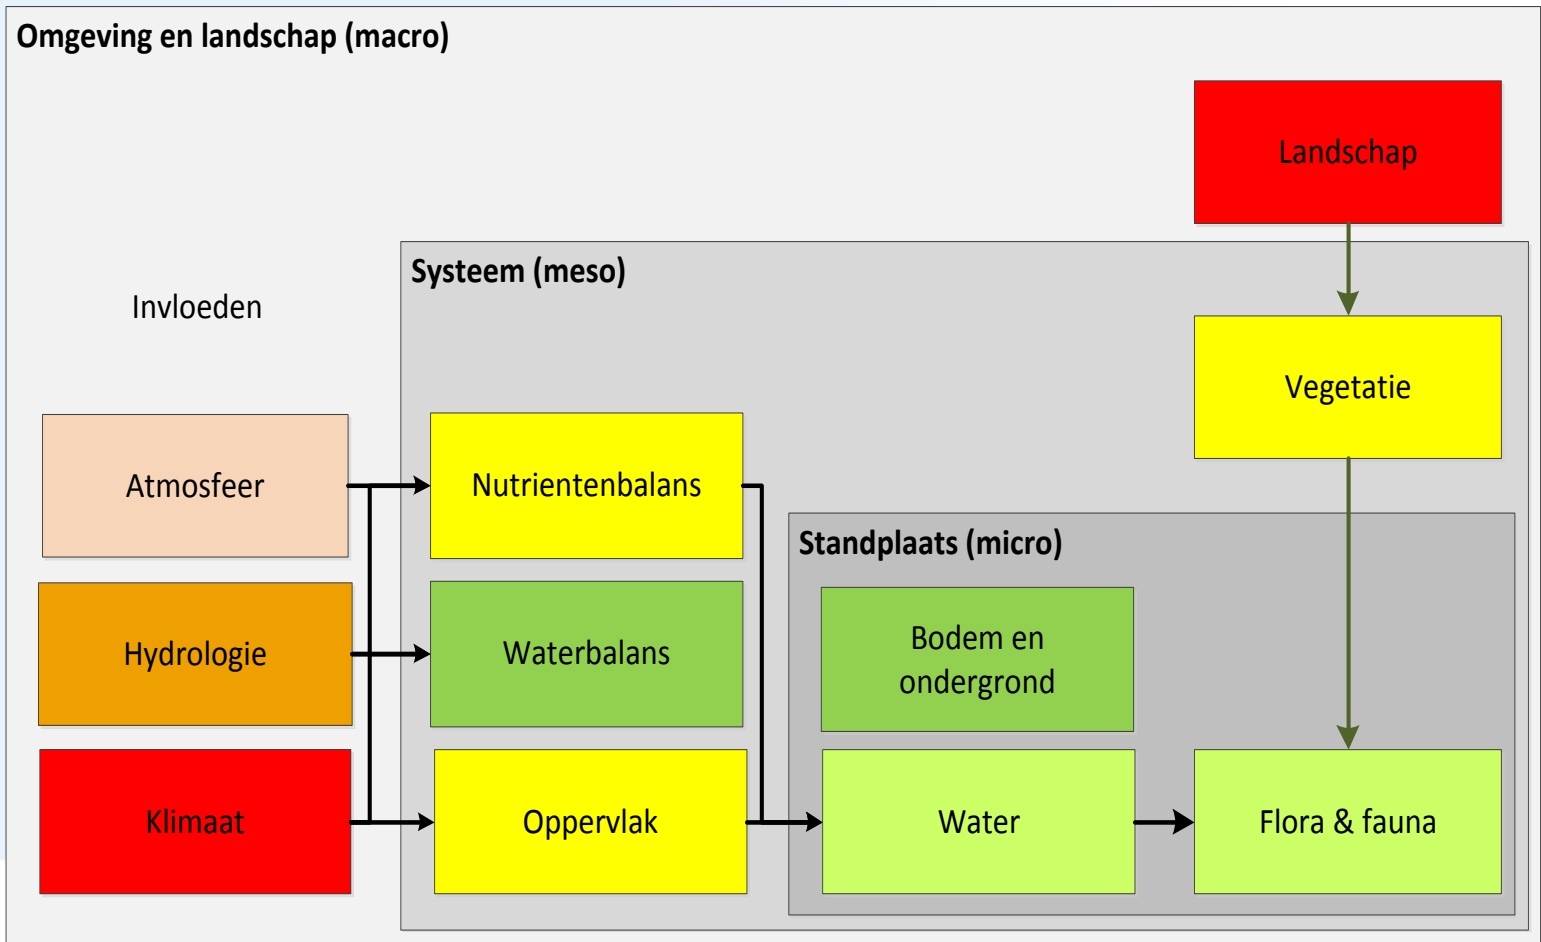 Omgeving en landschap (macro)
Landschap
Systeem (meso)
Invloeden
Vegetatie
Atmosfeer
Nutrientenbalans
Standplaats (micro)
Hydrologie
Waterbalans
Bodem en
ondergrond
Klimaat
Oppervlak
Water
Flora & fauna